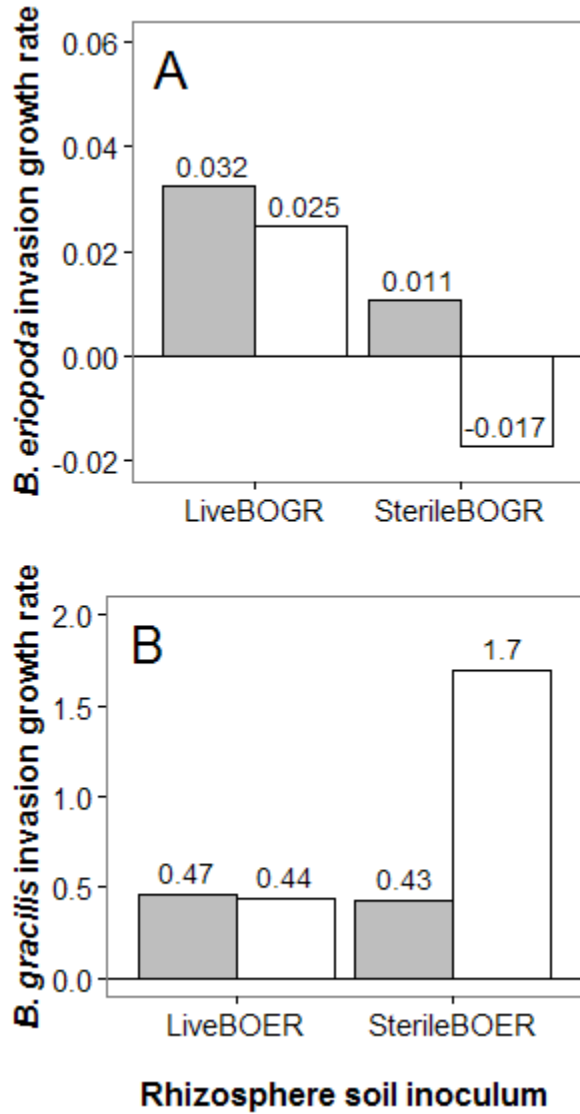 B. eriopoda invasion growth rate
A
0.06
0.04
0.02
0.00
-0.02
0.032
0.025
0.011
-0.017
LiveBOGR
SterileBOGR
B. gracilis invasion growth rate
B
2.0
1.5
1.0
0.5
0.0
0.47
0.44
0.43
1.7
LiveBOER
SterileBOER
Rhizosphere soil inoculum